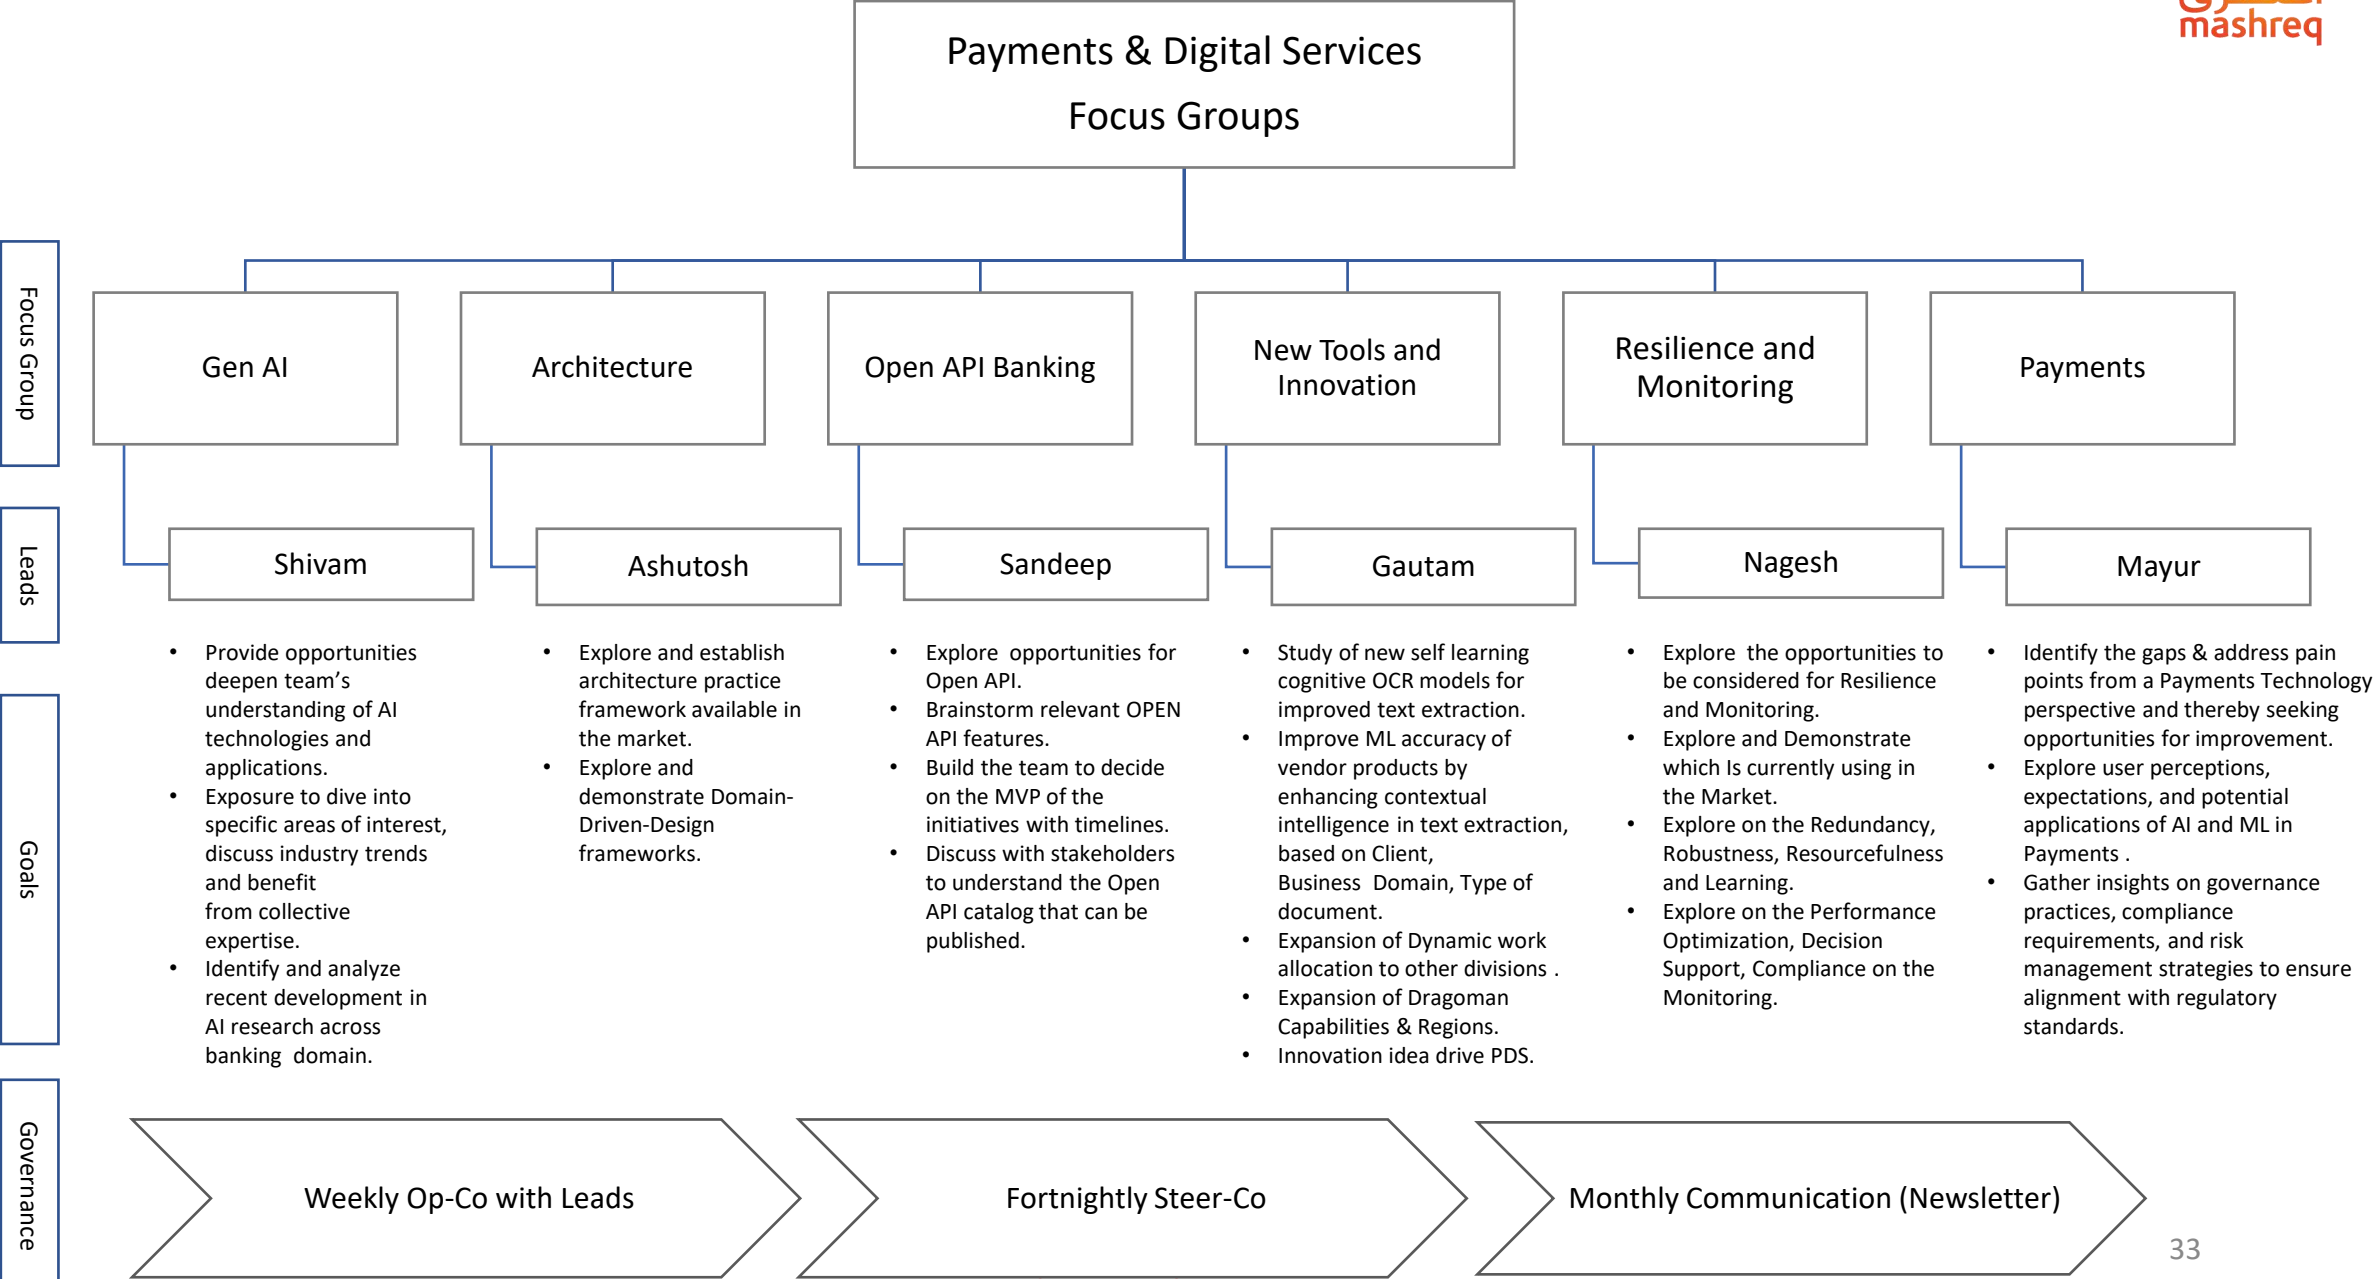 mashreq
Payments & Digital Services
Focus Groups
Focus Group
Gen AI
Architecture
Open API Banking
New Tools and
Innovation
Resilience and
Monitoring
Payments
Leads
Shivam
Ashutosh
Sandeep
Gautam
Nagesh
Mayur
Goals
• Provide opportunities
deepen team’s
understanding of AI
technologies and
applications.
• Exposure to dive into
specific areas of interest,
discuss industry trends
and benefit
from collective
expertise.
• Identify and analyze
recent development in
AI research across
banking domain.
• Explore and establish
architecture practice
framework available in
the market.
• Explore and
demonstrate Domain-
Driven-Design
frameworks.
• Explore opportunities for
Open API.
• Brainstorm relevant OPEN
API features.
• Build the team to decide
on the MVP of the
initiatives with timelines.
• Discuss with stakeholders
to understand the Open
API catalog that can be
published.
• Study of new self learning
cognitive OCR models for
improved text extraction.
• Improve ML accuracy of
vendor products by
enhancing contextual
intelligence in text extraction,
based on Client,
Business Domain, Type of
document.
• Expansion of Dynamic work
allocation to other divisions .
• Expansion of Dragoman
Capabilities & Regions.
• Innovation idea drive PDS.
• Explore the opportunities to
be considered for Resilience
and Monitoring.
• Explore and Demonstrate
which Is currently using in
the Market.
• Explore on the Redundancy,
Robustness, Resourcefulness
and Learning.
• Explore on the Performance
Optimization, Decision
Support, Compliance on the
Monitoring.
• Identify the gaps & address pain
points from a Payments Technology
perspective and thereby seeking
opportunities for improvement.
• Explore user perceptions,
expectations, and potential
applications of AI and ML in
Payments .
• Gather insights on governance
practices, compliance
requirements, and risk
management strategies to ensure
alignment with regulatory
standards.
Governance
Weekly Op-Co with Leads
Fortnightly Steer-Co
Monthly Communication (Newsletter)
33